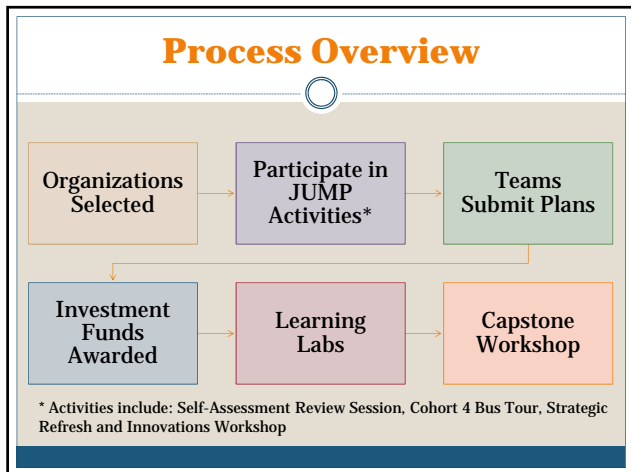 Process Overview
Organizations
Selected
Participate in
JUMP
Activities*
Teams
Submit Plans
Investment
Funds
Awarded
Learning
Labs
Capstone
Workshop
* Activities include: Self-Assessment Review Session, Cohort 4 Bus Tour, Strategic
Refresh and Innovations Workshop